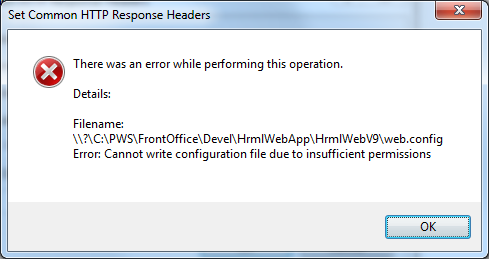 Set Common HTTP Response Headers
There was an error while performing this operation.
Details:
Filename:
\\?\C:\PWS\FrontOffice\Devel\HrmlWebApp\HrmlWebV9\web.config
Error: Cannot write configuration file due to insufficient permissions
OK